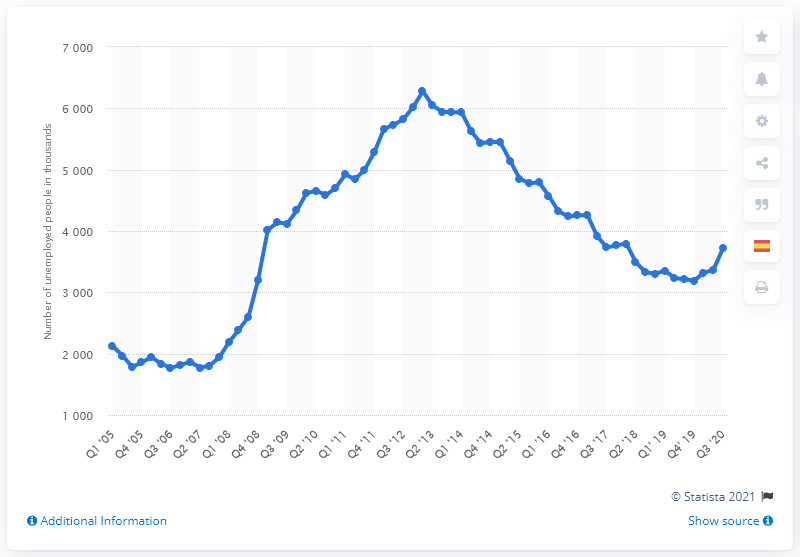 7 000
6 000
5 000
4 000
3 000
2 000
1 000
Number of unemployed people in thousands
Q1 '05
Q4 '05
Q3 '06
Q2 '07
Q1 '08
Q4 '08
Q3 '09
Q2 '10
Q1 '11
Q4 '11
Q3 '12
Q2 '13
Q1 '14
Q4 '14
Q2 '15
Q1 '16
Q4 '16
Q3 '17
Q2 '18
Q1' 19
Q4 '19
Q3 '20
© Statista 2021
Additional Information
Show source